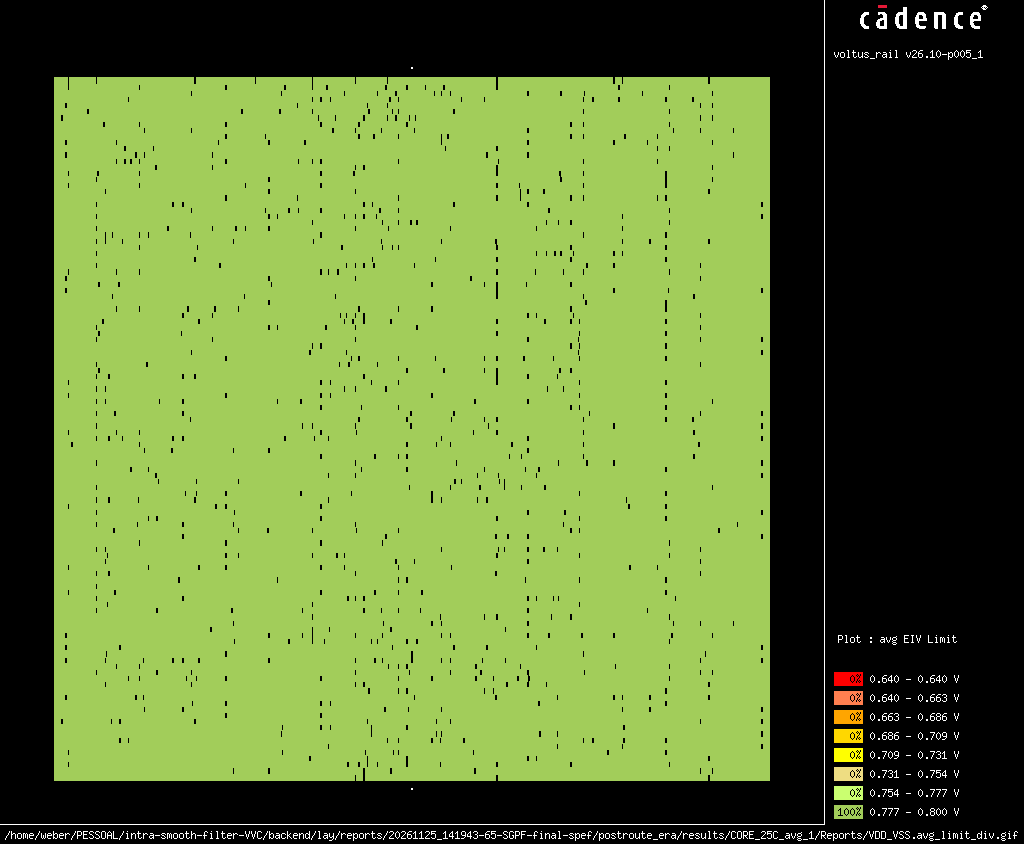 cādence®
voltus_rail v26.10-p005_1
Plot : avg EIV Limit
0% 0.640 - 0.640 V
0% 0.640 - 0.663 V
0% 0.663 - 0.686 V
0% 0.686 - 0.709 V
0% 0.709 - 0.731 V
0% 0.731 - 0.754 V
0% 0.754 - 0.777 V
100% 0.777 - 0.800 V
/home/weber/PESSOAL/intra-smooth-filter-VVC/backend/lay/reports/20261125_141943-65-SGPF-final-spef/postroute_era/results/CORE_25C_avg_1/Reports/VDD_VSS.avg_limit_div.gif